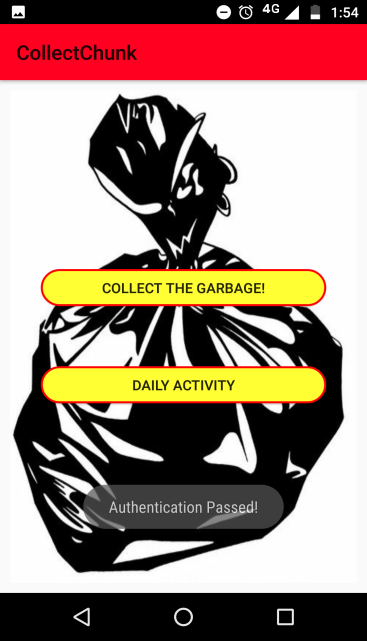 4G 1:54
CollectChunk
COLLECT THE GARBAGE!
DAILY ACTIVITY
Authentication Passed!